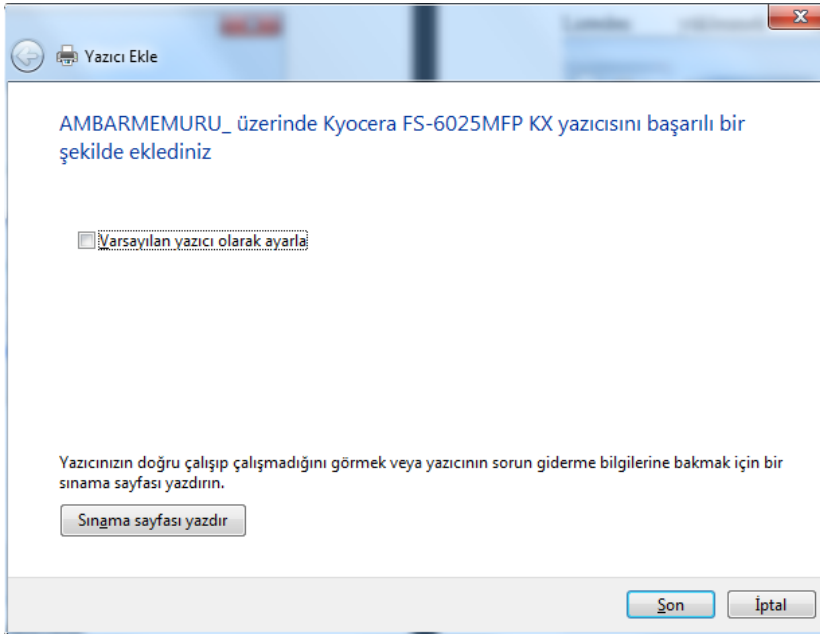 Yazıcı Ekle
AMBARMEMURU_ üzerinde Kyocera FS-6025MFP KX yazıcısını başarılı bir
şekilde eklediniz
Varsayılan yazıcı olarak ayarla
Yazıcınızın doğru çalışıp çalışmadığını görmek veya yazıcının sorun giderme bilgilerine bakmak için bir
sınama sayfası yazdırın.
Sınama sayfası yazdır
Son
İptal